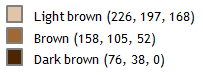 Light brown (226, 197, 168)
Brown (158, 105, 52)
Dark brown (76, 38, 0)